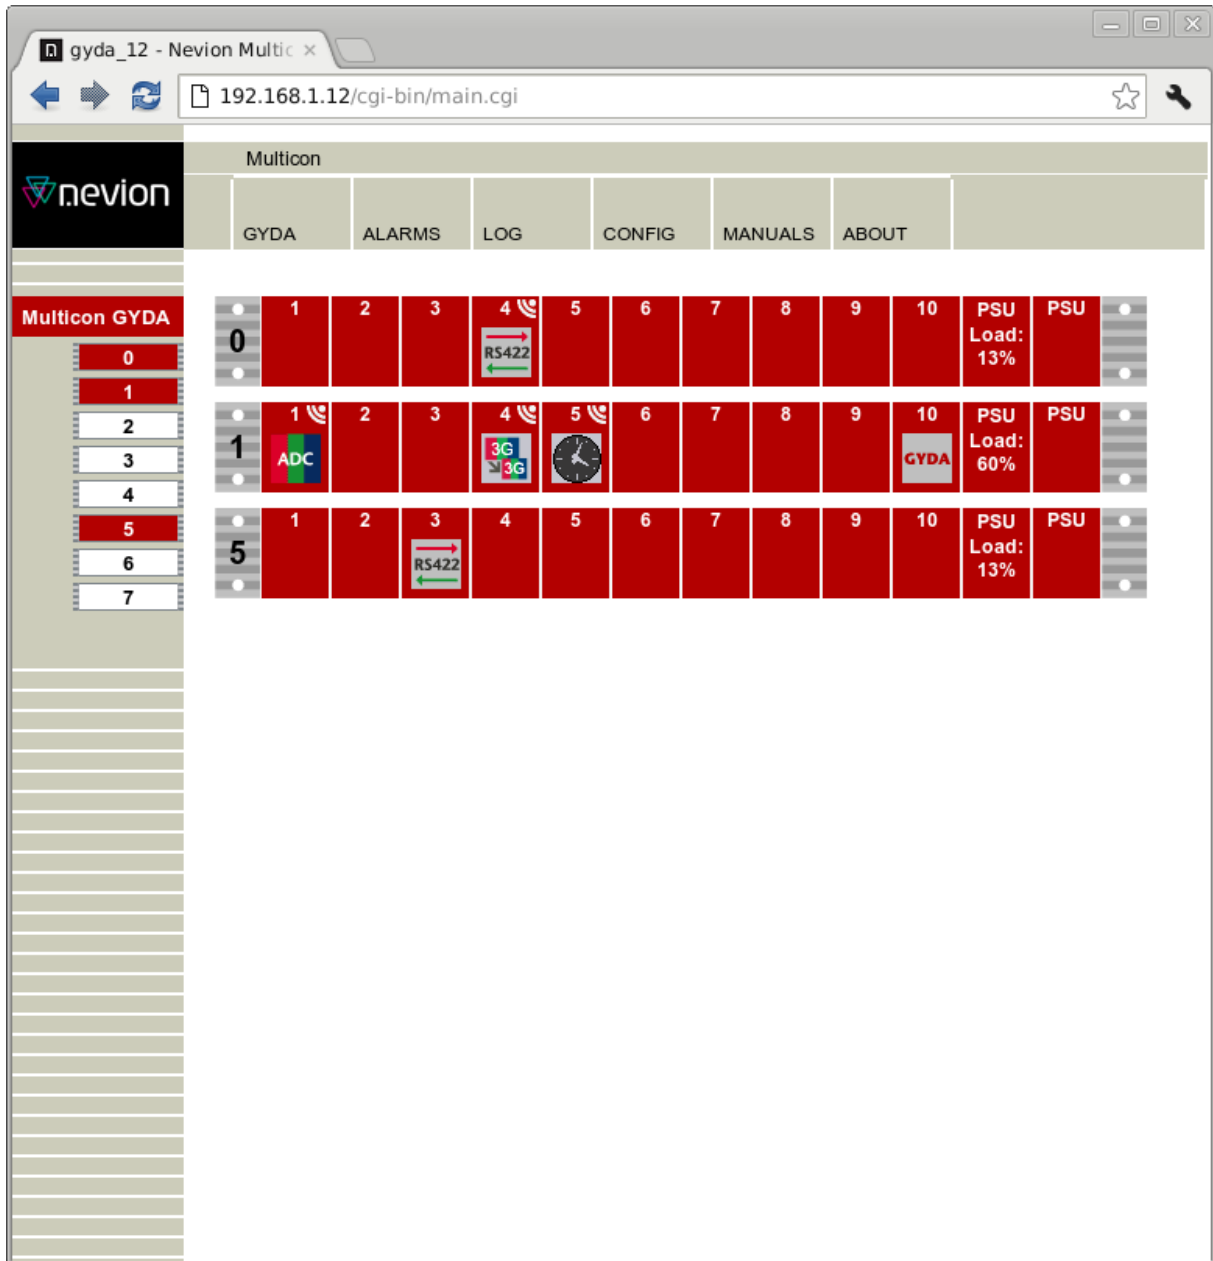 gyda_12 - Nevion Multic
192.168.1.12/cgi-bin/main.cgi
nevion
Multicon
GYDA ALARMS LOG CONFIG MANUALS ABOUT
Multicon GYDA
0
1
2
3
4
5
6
7
0 1 2 3 4 5 6 7 8 9 10 PSU PSU
RS422 Load:
13%
1 1 2 3 4 5 6 7 8 9 10 PSU PSU
ADC 3G 3G GYDA Load:
60%
5 1 2 3 4 5 6 7 8 9 10 PSU PSU
RS422 Load:
13%